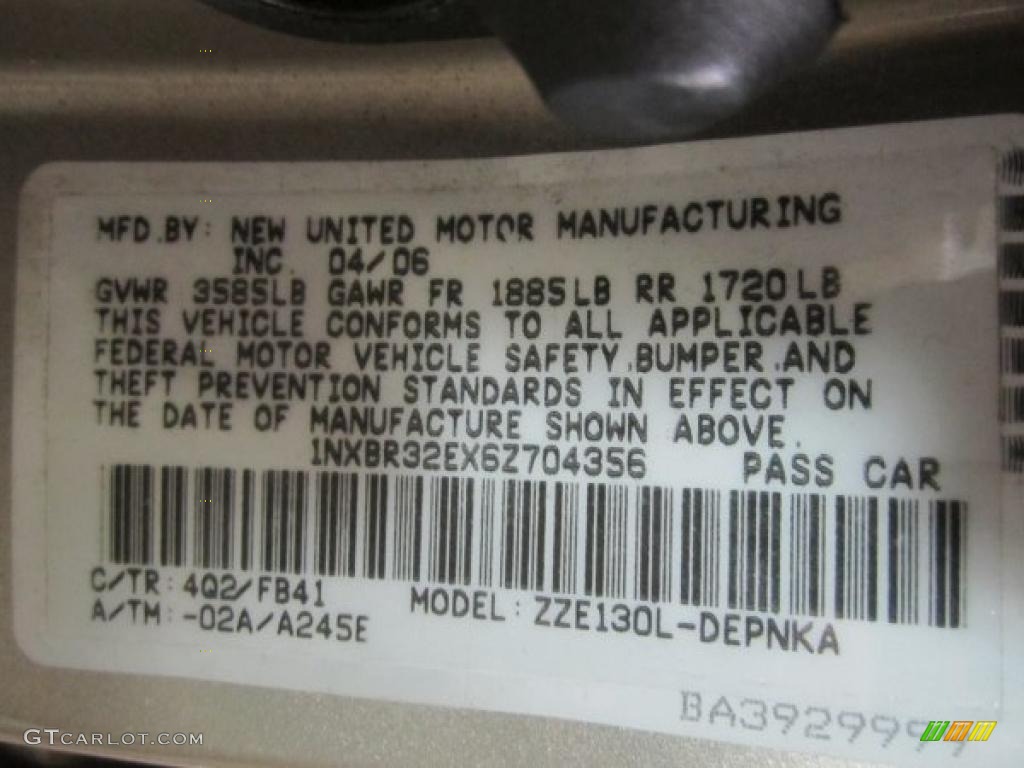 MFD.BY: NEW UNITED MOTOR MANUFACTURING
INC. 04/06
GVWR 3585LB GAWR FR 1885LB RR 1720LB
THIS VEHICLE CONFORMS TO ALL APPLICABLE
FEDERAL MOTOR VEHICLE SAFETY,BUMPER,AND
THEFT PREVENTION STANDARDS IN EFFECT ON
THE DATE OF MANUFACTURE SHOWN ABOVE.
1NXBR32EX6Z704356 PASS CAR
C/TR: 4Q2/FB41
A/TM: -02A/A245E
MODEL: ZZE130L-DEPNKA
GTCARLOT.COM